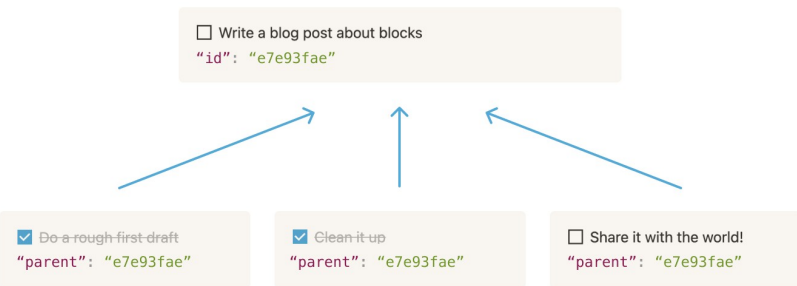 Write a blog post about blocks
“id”: “e7e93fae”
Do a rough first draft
“parent”: “e7e93fae”
Clean it up
“parent”: “e7e93fae”
Share it with the world!
“parent”: “e7e93fae”